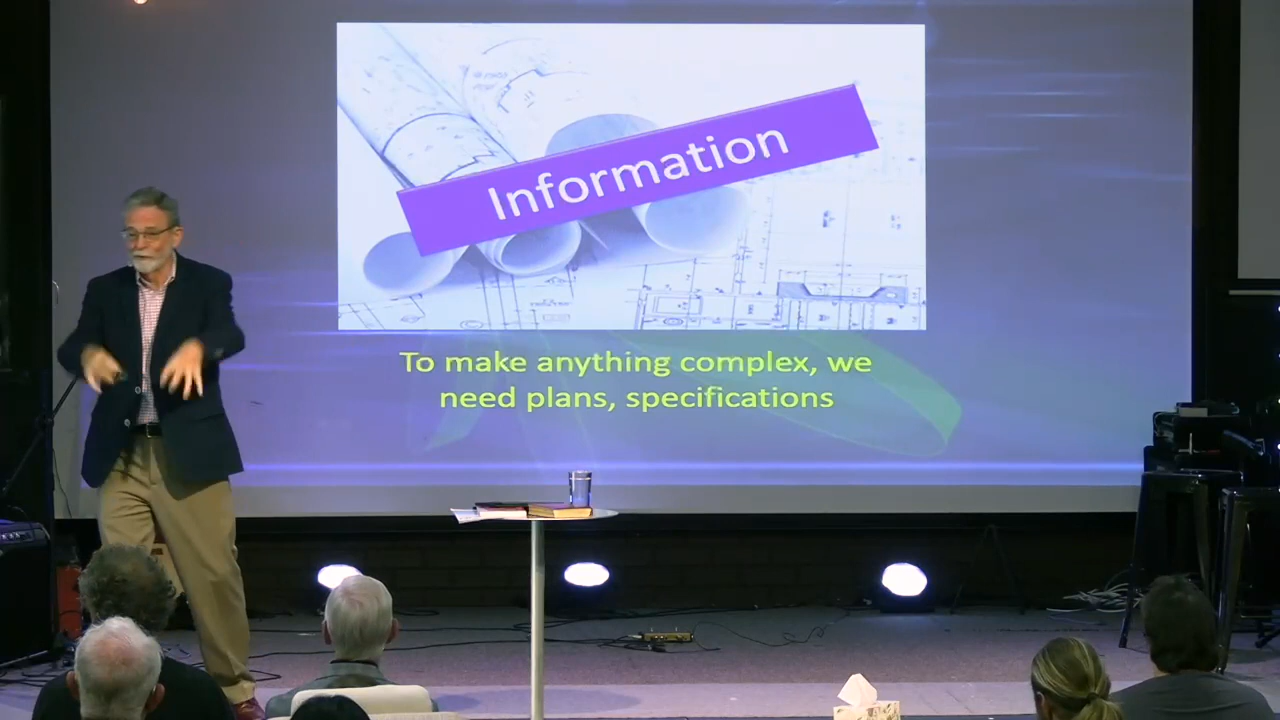 Information
To make anything complex, we
need plans, specifications